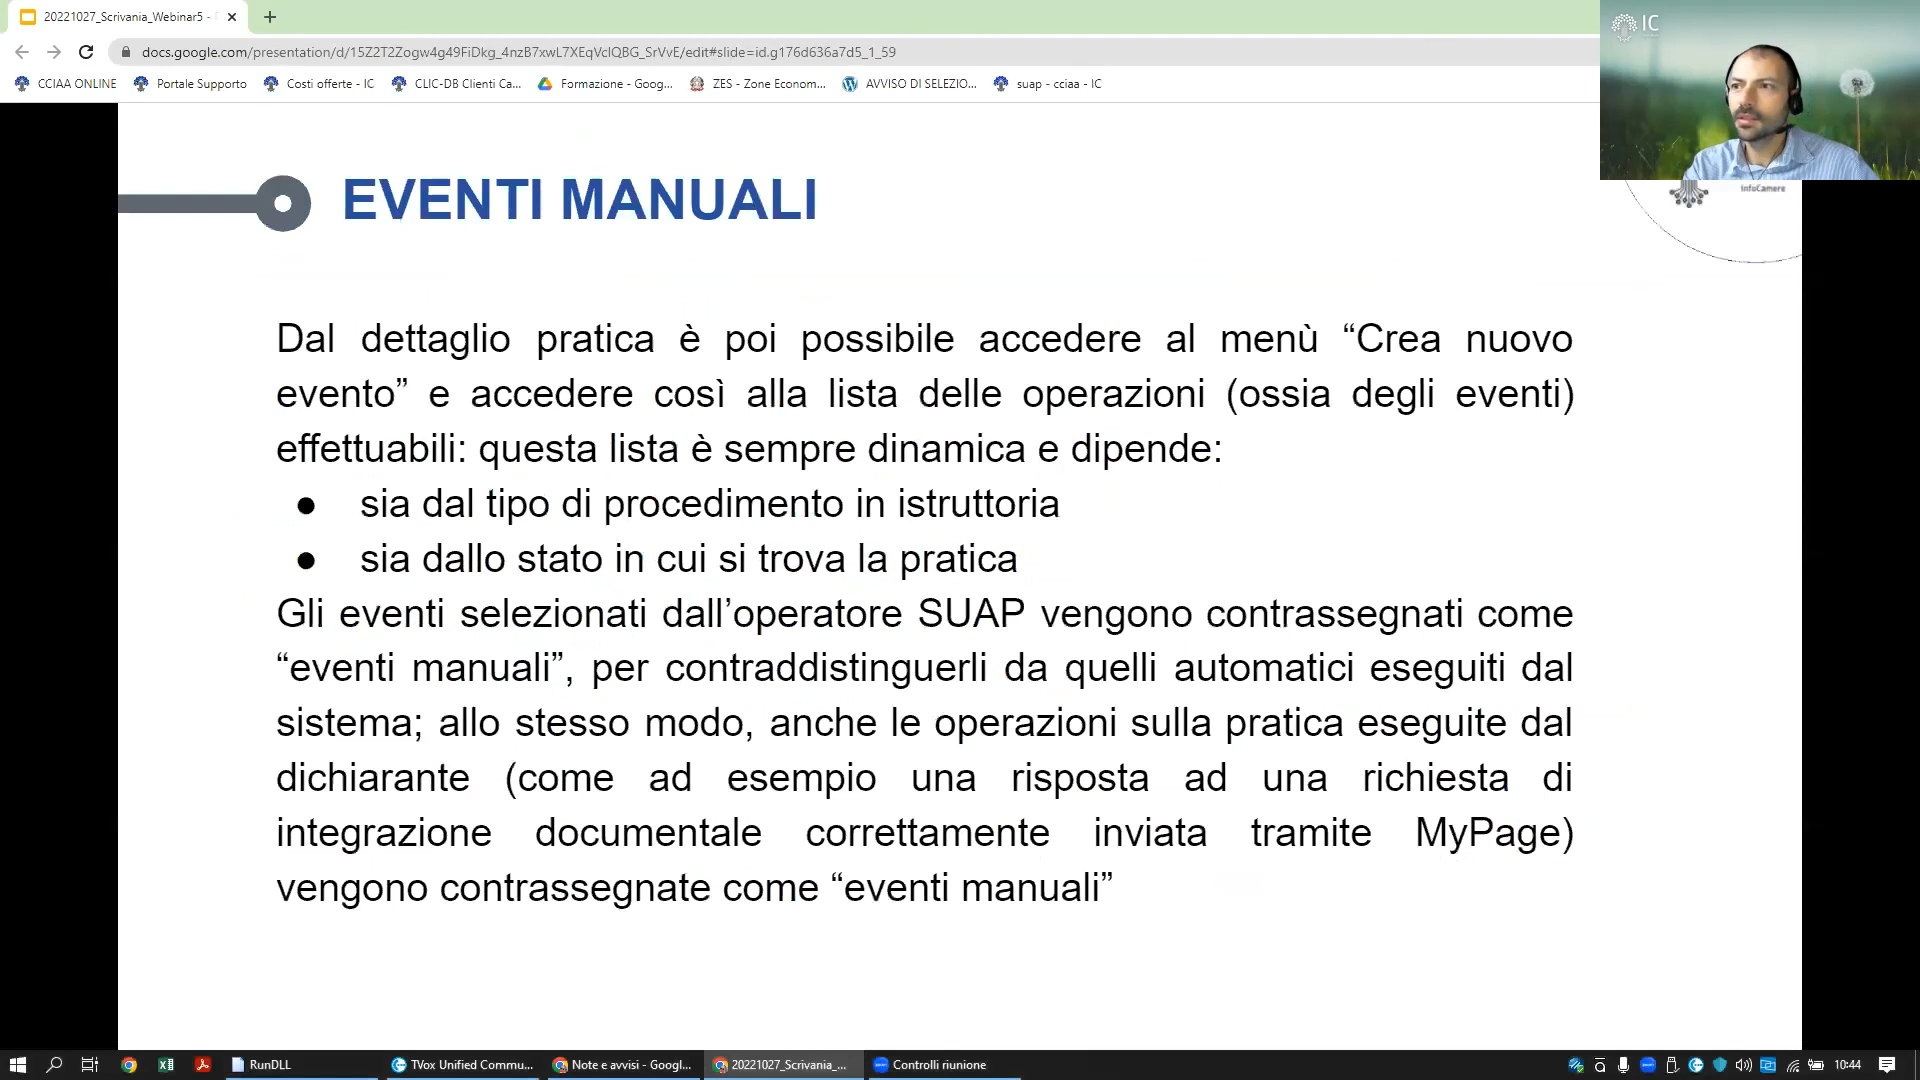 20221027_Scrivania_Webinar5 -
docs.google.com/presentation/d/15Z2T2Zogw4g49FiDkg_4nzB7xwL7XEqVclQBG_SrVvE/edit#slide=id.g176d636a7d5_1_59
CCIAA ONLINE Portale Supporto Costi offerte - IC CLIC-DB Clienti Ca... Formazione - Goog... ZES - Zone Econom... AVVISO DI SELEZIO... suap - cciaa - IC
IC
InfoCamere
EVENTI MANUALI
Dal dettaglio pratica è poi possibile accedere al menù “Crea nuovo
evento” e accedere così alla lista delle operazioni (ossia degli eventi)
effettuabili: questa lista è sempre dinamica e dipende:
● sia dal tipo di procedimento in istruttoria
● sia dallo stato in cui si trova la pratica
Gli eventi selezionati dall’operatore SUAP vengono contrassegnati come
“eventi manuali”, per contraddistinguerli da quelli automatici eseguiti dal
sistema; allo stesso modo, anche le operazioni sulla pratica eseguite dal
dichiarante (come ad esempio una risposta ad una richiesta di
integrazione documentale correttamente inviata tramite MyPage)
vengono contrassegnate come “eventi manuali”
RunDLL TVox Unified Commu... Note e avvisi - Googl... 20221027_Scrivania_... Controlli riunione 10:44